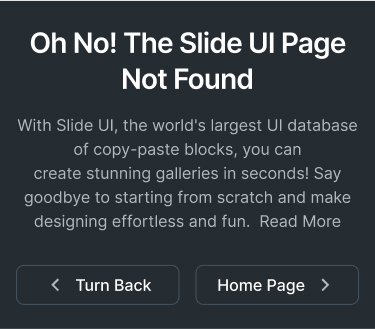 Oh No! The Slide UI Page
Not Found
With Slide UI, the world's largest UI database
of copy-paste blocks, you can
create stunning galleries in seconds! Say
goodbye to starting from scratch and make
designing effortless and fun. Read More
Turn Back
Home Page